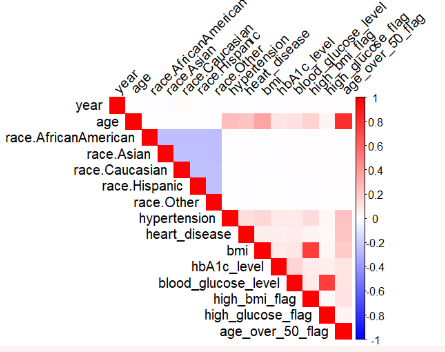 year
age
race.AfricanAmerican
race.Asian
race.Caucasian
race.Hispanic
race.Other
hypertension
heart_disease
bmi
hbA1c_level
blood_glucose_level
high_bmi_flag
high_glucose_flag
age_over_50_flag
year
age
race.AfricanAmerican
race.Asian
race.Caucasian
race.Hispanic
race.Other
hypertension
heart_disease
bmi
hbA1c_level
blood_glucose_level
high_bmi_flag
high_glucose_flag
age_over_50_flag
1
0.8
0.6
0.4
0.2
0
-0.2
-0.4
-0.6
-0.8
-1